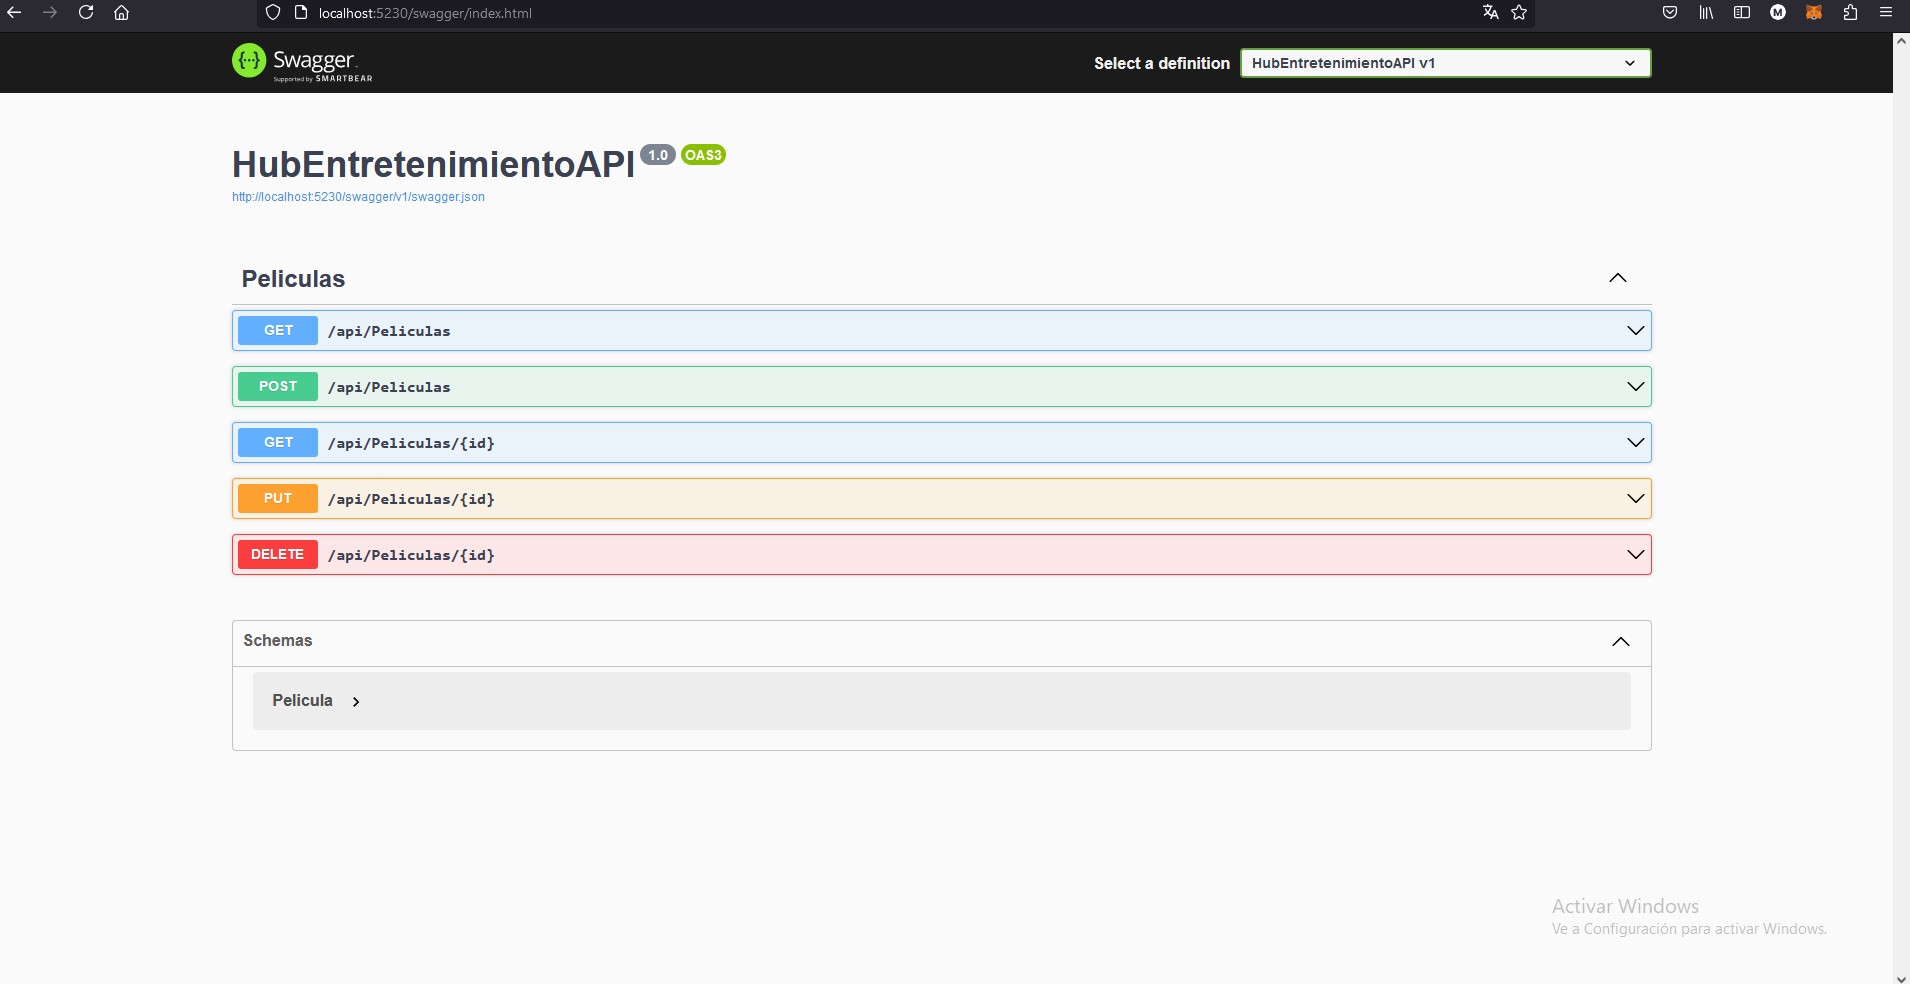 localhost:5230/swagger/index.html
M
Swagger
Supported by SMARTBEAR
Select a definition
HubEntretenimientoAPI v1
HubEntretenimientoAPI 1.0 OAS3
http://localhost:5230/swagger/v1/swagger.json
Peliculas
GET /api/Peliculas
POST /api/Peliculas
GET /api/Peliculas/{id}
PUT /api/Peliculas/{id}
DELETE /api/Peliculas/{id}
Schemas
Pelicula
Activar Windows
Ve a Configuración para activar Windows.